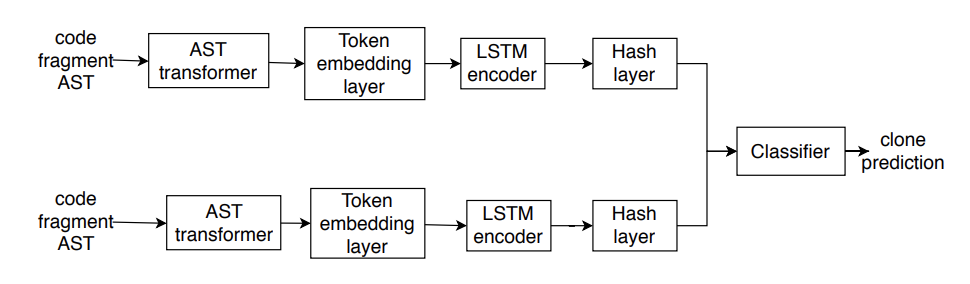 code
fragment
AST
AST
transformer
Token
embedding
layer
LSTM
encoder
Hash
layer
Classifier
clone
prediction
code
fragment
AST
AST
transformer
Token
embedding
layer
LSTM
encoder
Hash
layer